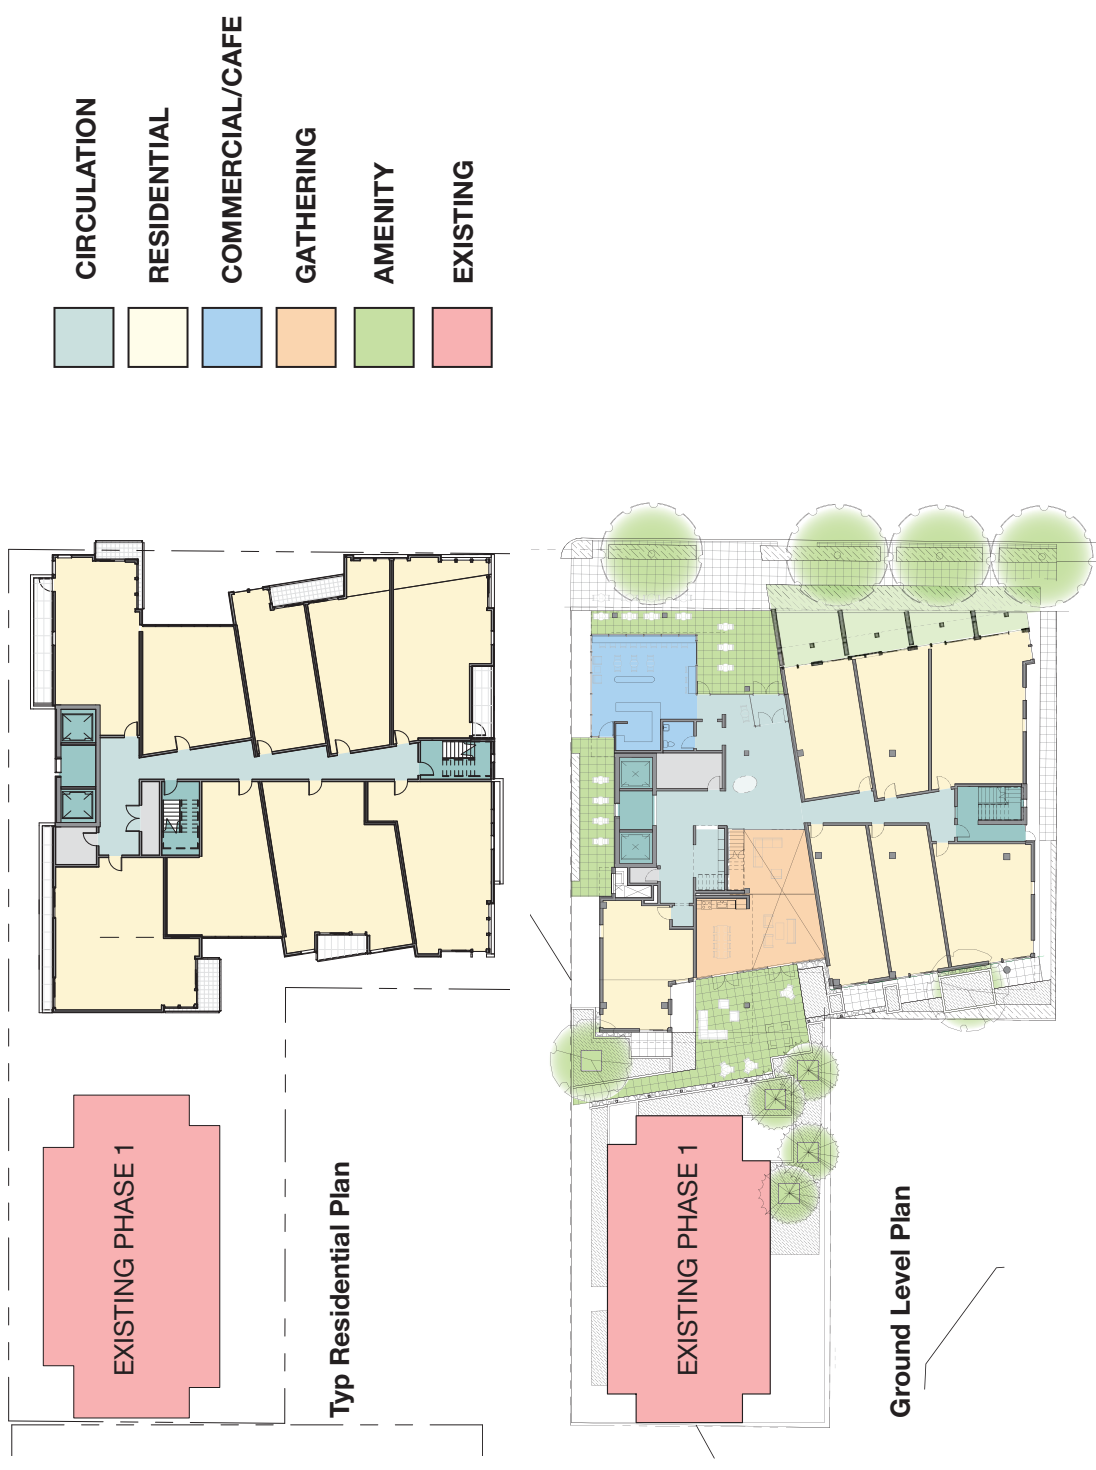 CIRCULATION
RESIDENTIAL
COMMERCIAL/CAFE
GATHERING
AMENITY
EXISTING
EXISTING PHASE 1
Typ Residential Plan
EXISTING PHASE 1
Ground Level Plan